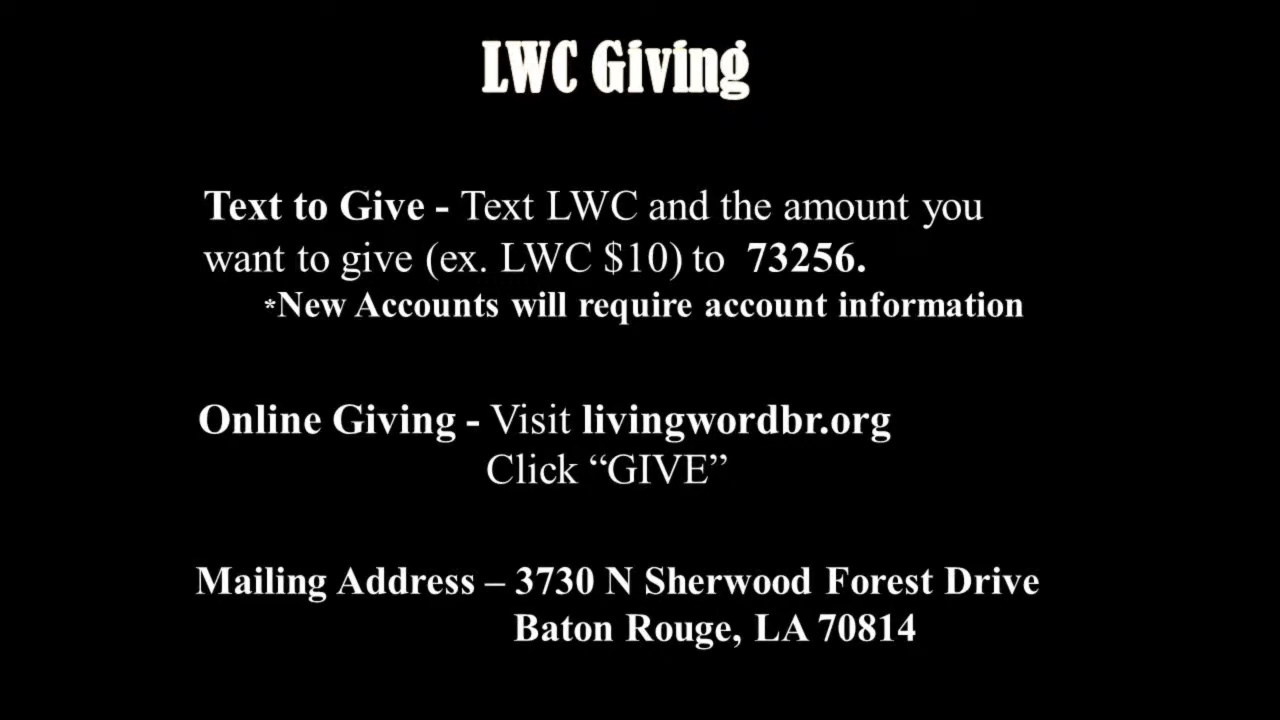 LWC Giving
Text to Give - Text LWC and the amount you
want to give (ex. LWC $10) to 73256.
*New Accounts will require account information
Online Giving - Visit livingwordbr.org
Click “GIVE”
Mailing Address – 3730 N Sherwood Forest Drive
Baton Rouge, LA 70814